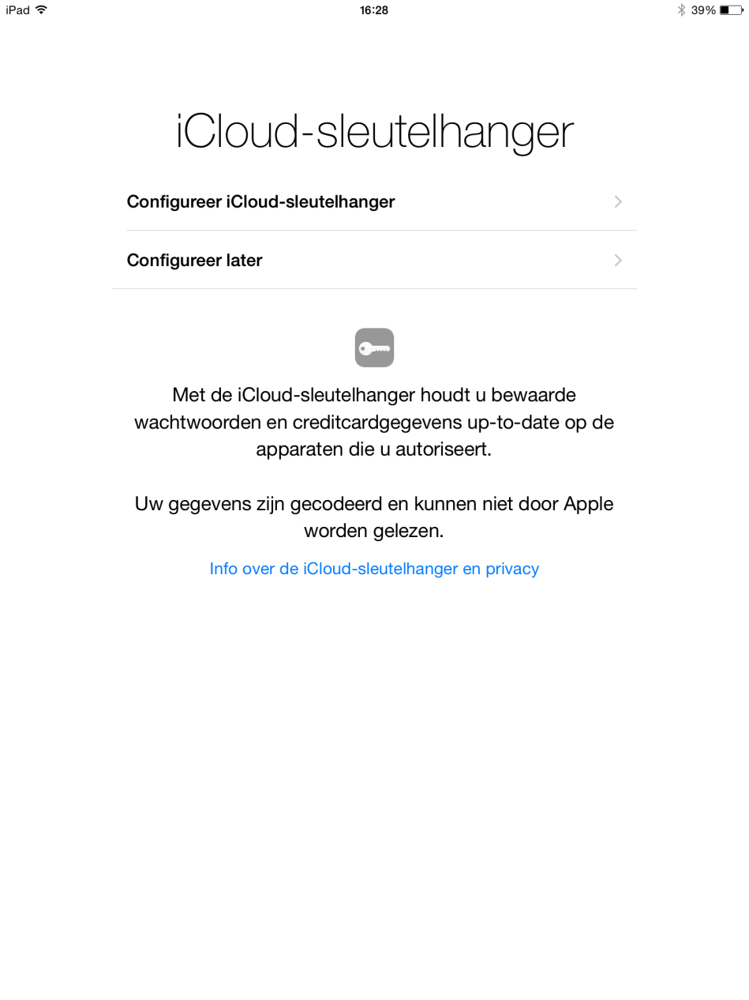 iPad
16:28
39%
iCloud-sleutelhanger
Configureer iCloud-sleutelhanger
Configureer later
Met de iCloud-sleutelhanger houdt u bewaarde
wachtwoorden en creditcardgegevens up-to-date op de
apparaten die u autoriseert.
Uw gegevens zijn gecodeerd en kunnen niet door Apple
worden gelezen.
Info over de iCloud-sleutelhanger en privacy